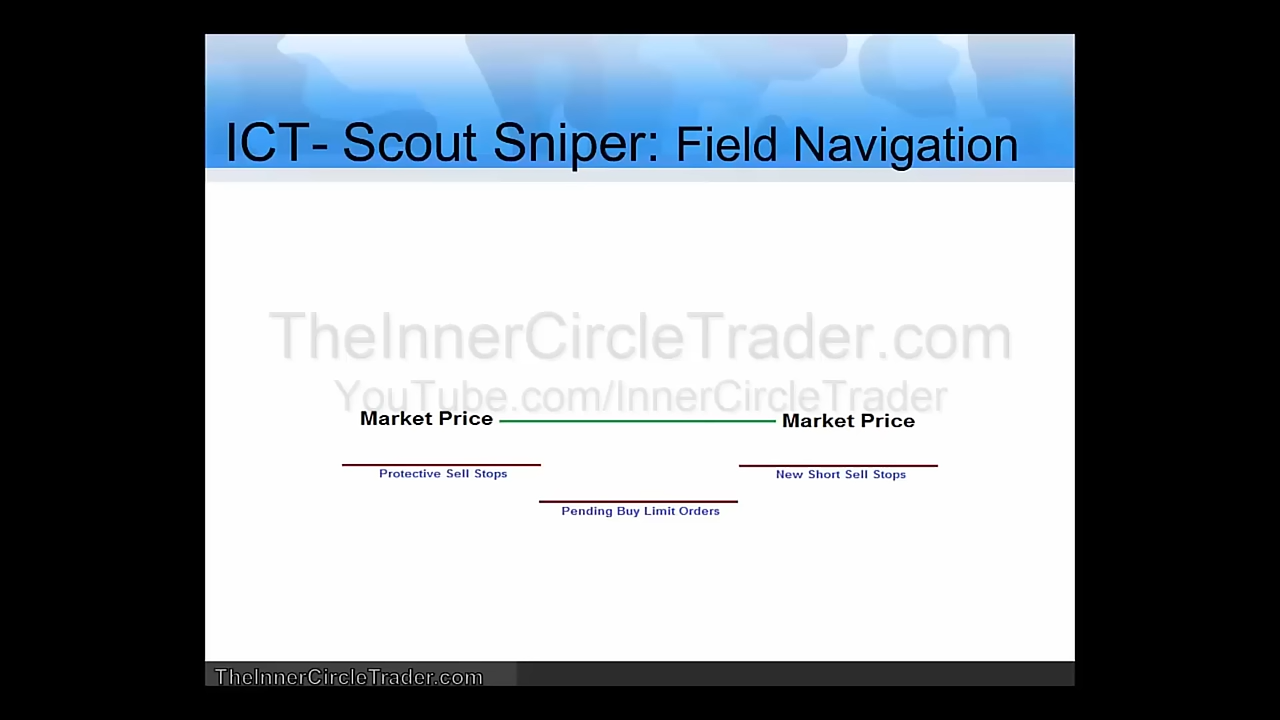 ICT- Scout Sniper: Field Navigation
TheInnerCircleTrader.com
YouTube.com/InnerCircleTrader
Market Price
Market Price
Protective Sell Stops
New Short Sell Stops
Pending Buy Limit Orders
TheInnerCircleTrader.com